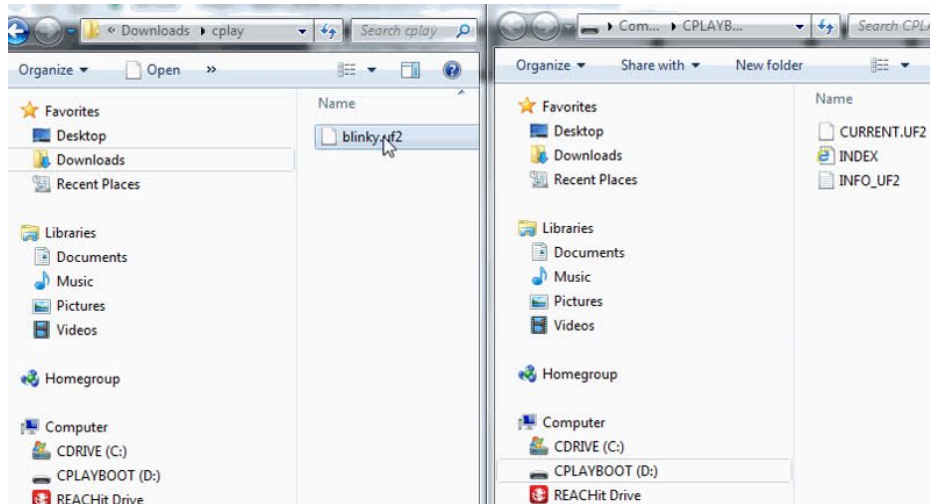 « Downloads ▸ cplay
Search cplay
Organize ▾
Open
»
Favorites
Desktop
Downloads
Recent Places
Libraries
Documents
Music
Pictures
Videos
Homegroup
Computer
CDRIVE (C:)
CPLAYBOOT (D:)
REACHit Drive
Name
blinky.uf2
▸ Com... ▸ CPLAYB...
Search CPLA
Organize ▾
Share with ▾
New folder
Favorites
Desktop
Downloads
Recent Places
Libraries
Documents
Music
Pictures
Videos
Homegroup
Computer
CDRIVE (C:)
CPLAYBOOT (D:)
REACHit Drive
Name
CURRENT.UF2
INDEX
INFO_UF2